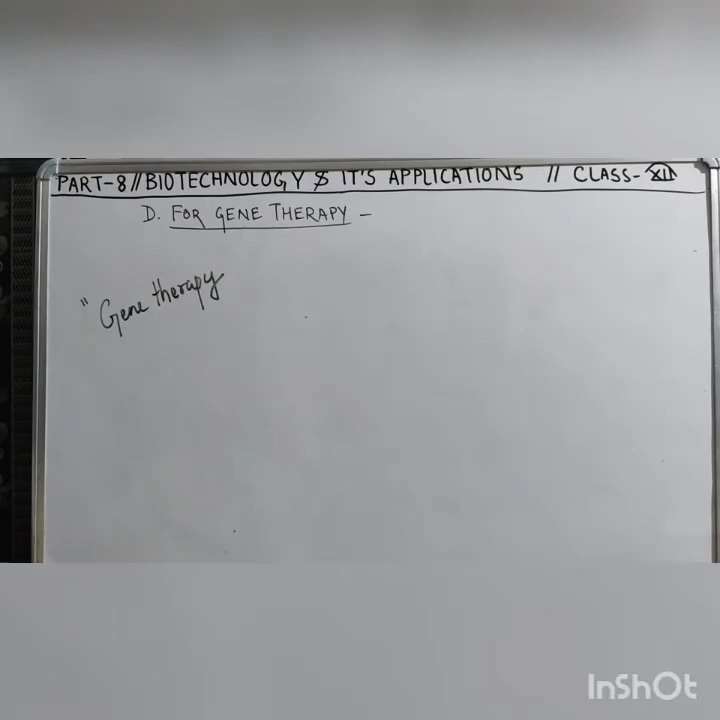 PART-8//BIOTECHNOLOGY & IT'S APPLICATIONS // CLASS-XII
D. FOR GENE THERAPY -
" Gene therapy
InShOt